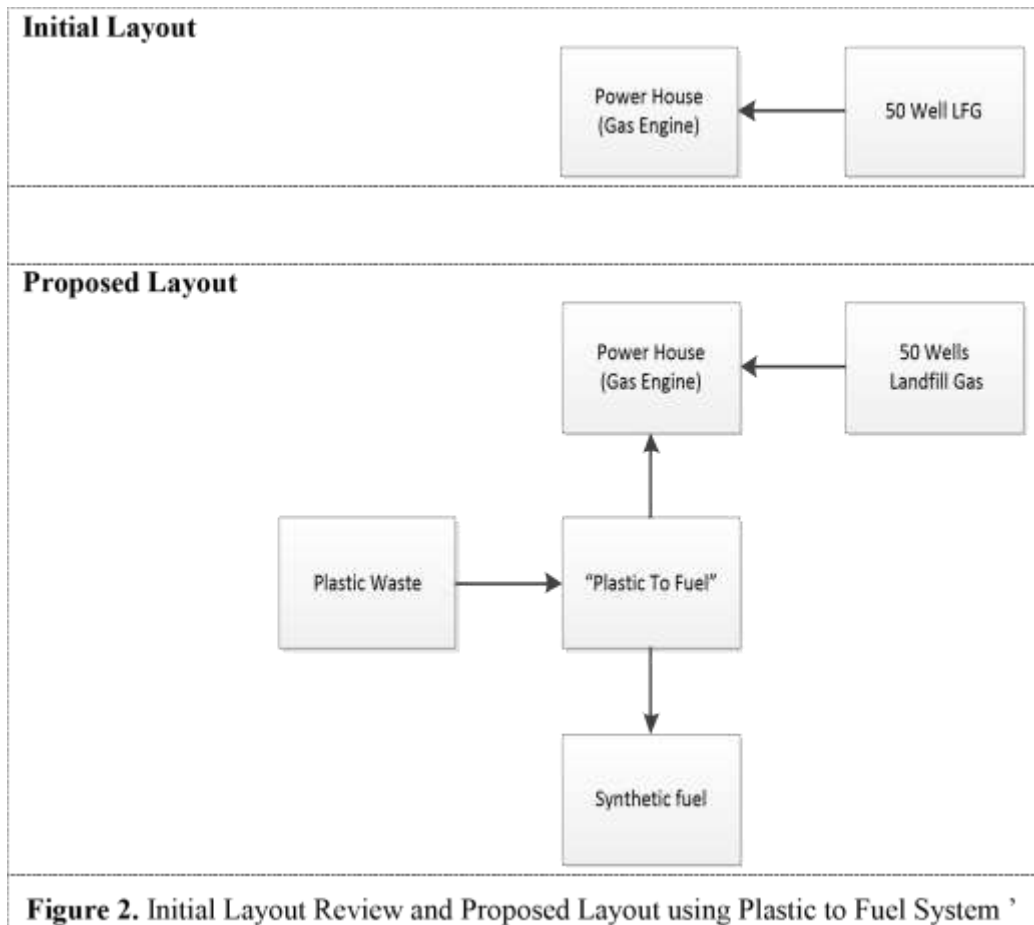 Initial Layout
Power House
(Gas Engine)
50 Well LFG
Proposed Layout
Power House
(Gas Engine)
50 Wells
Landfill Gas
Plastic Waste
“Plastic To Fuel”
Synthetic fuel
Figure 2. Initial Layout Review and Proposed Layout using Plastic to Fuel System ’